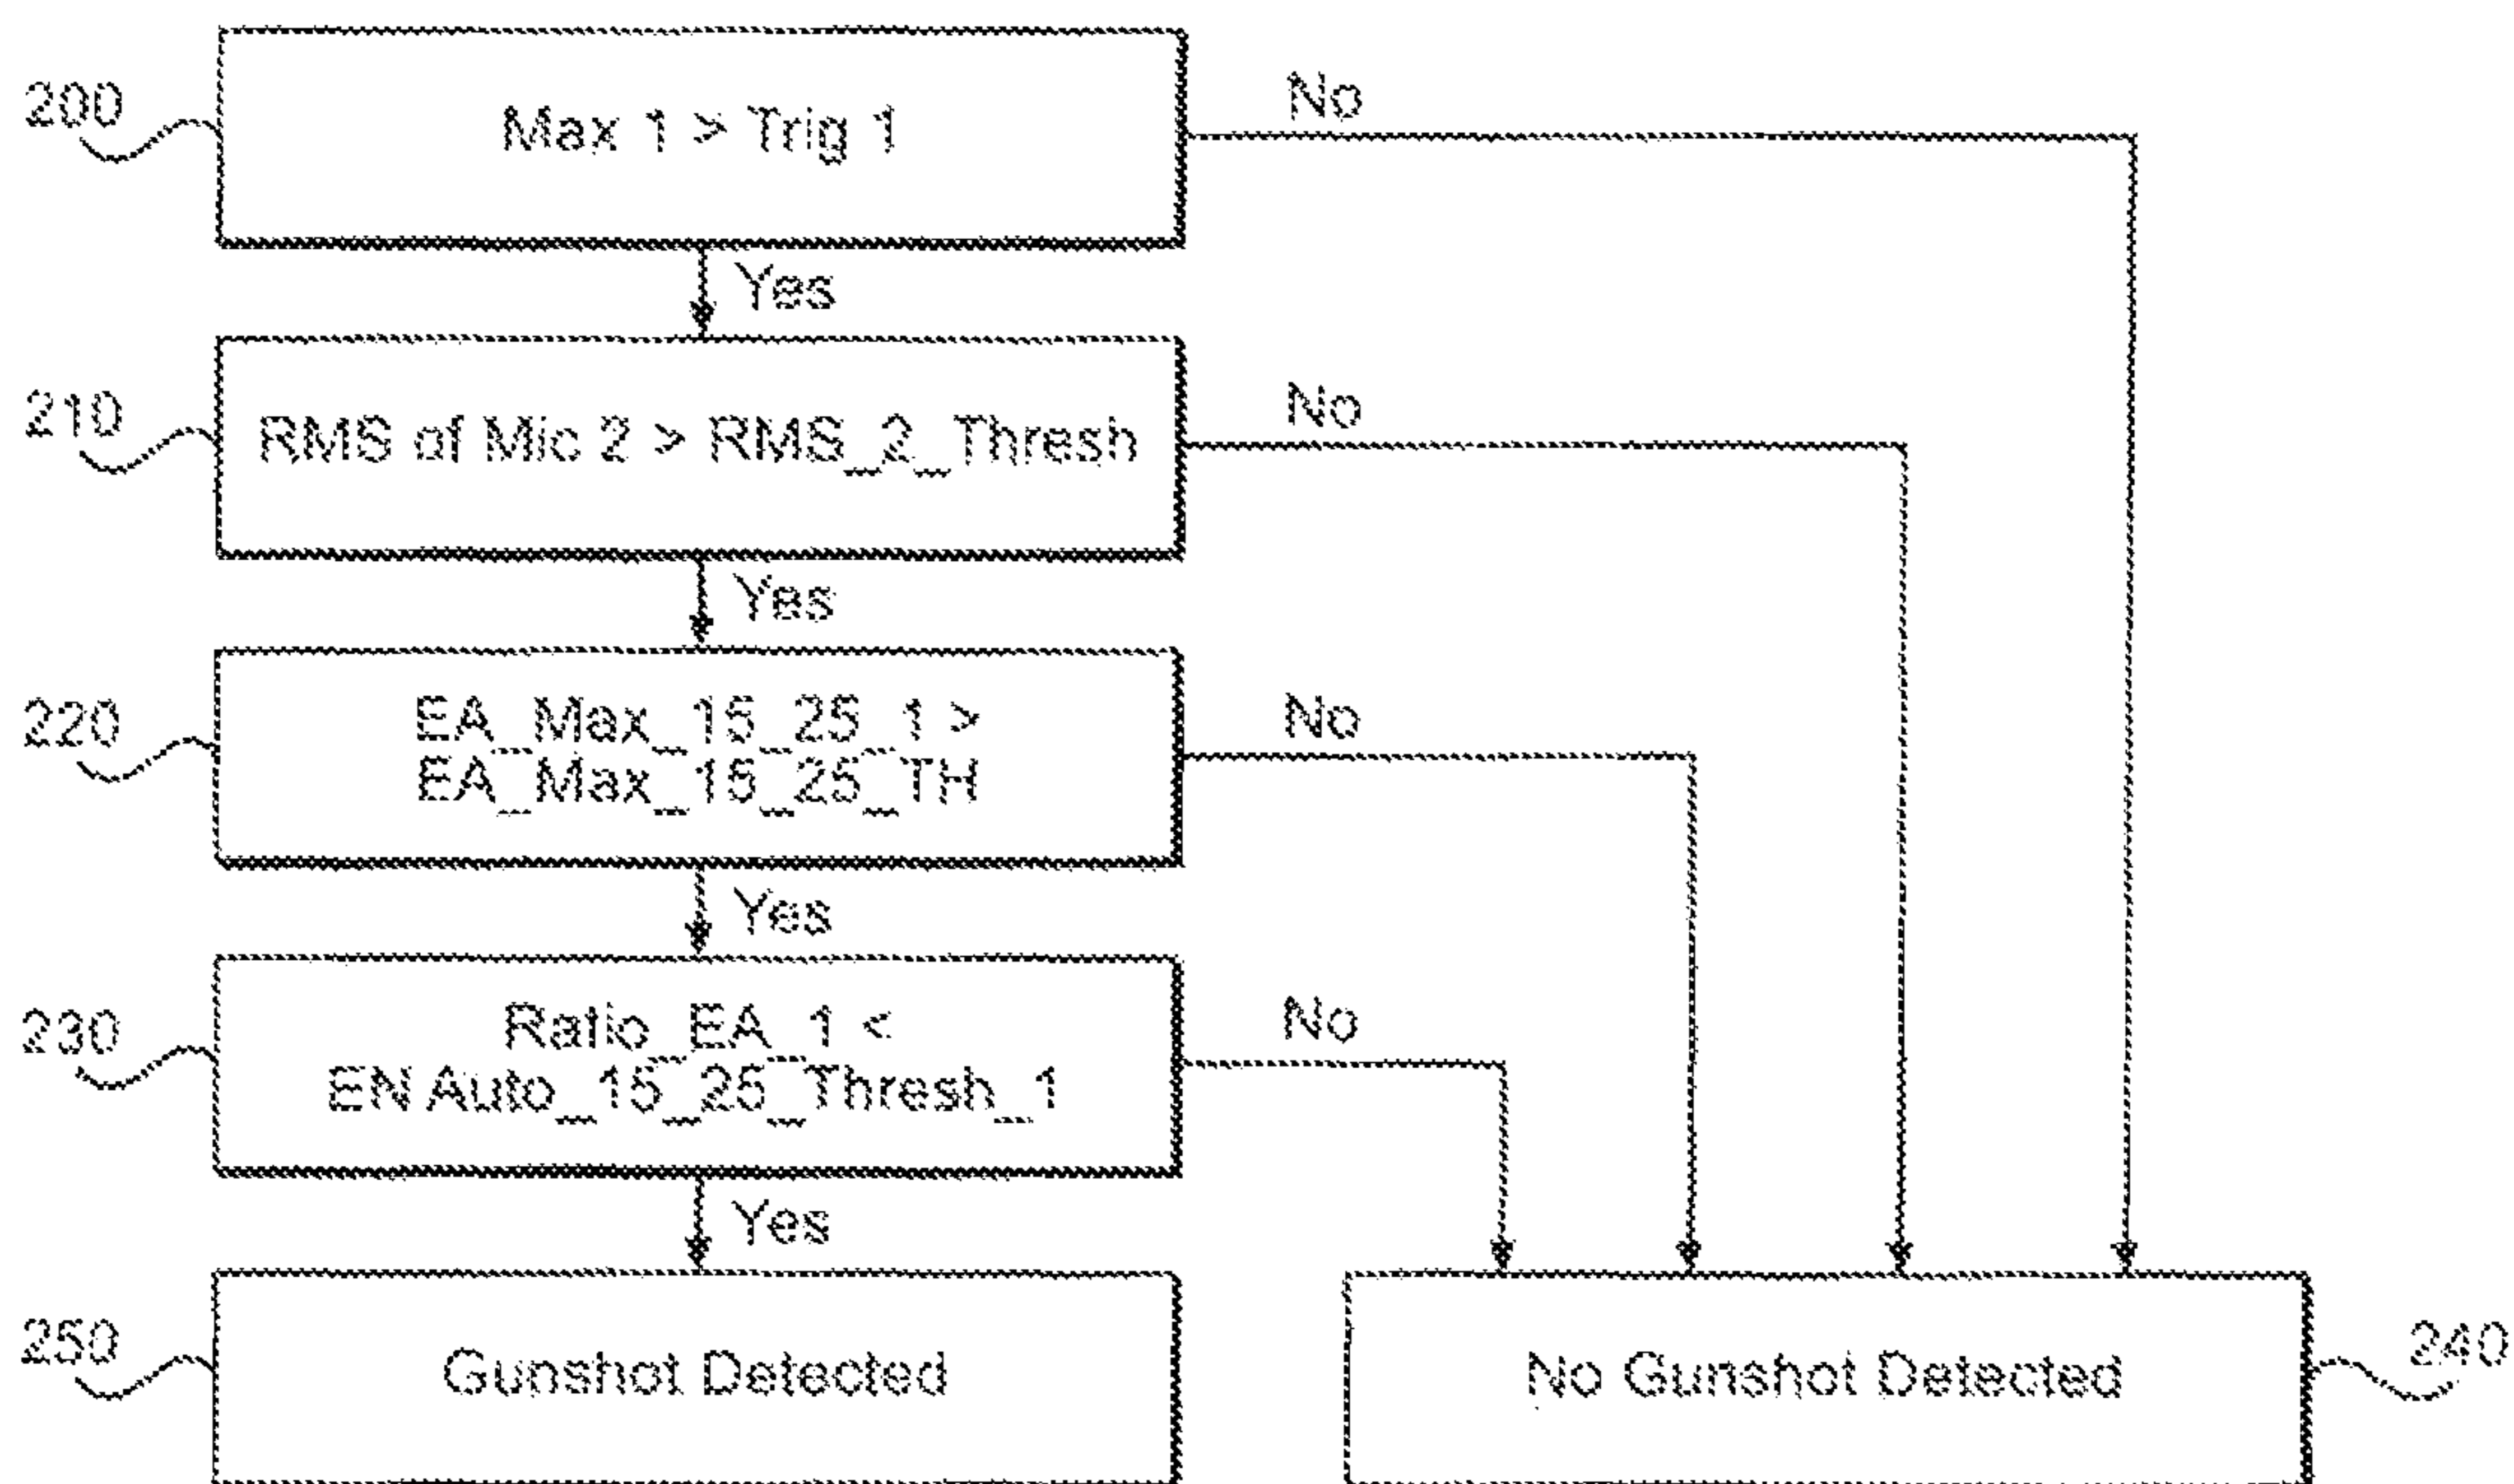 200
Max 1 > Trig 1
No
Yes
210
RMS of Mic 2 > RMS_2_Thresh
No
Yes
220
EA_Max_15_25_1 >
EA_Max_15_25_TH
No
Yes
230
Ratio_EA_1 <
EN Auto_15_25_Thresh_1
No
Yes
250
Gunshot Detected
No Gunshot Detected
240